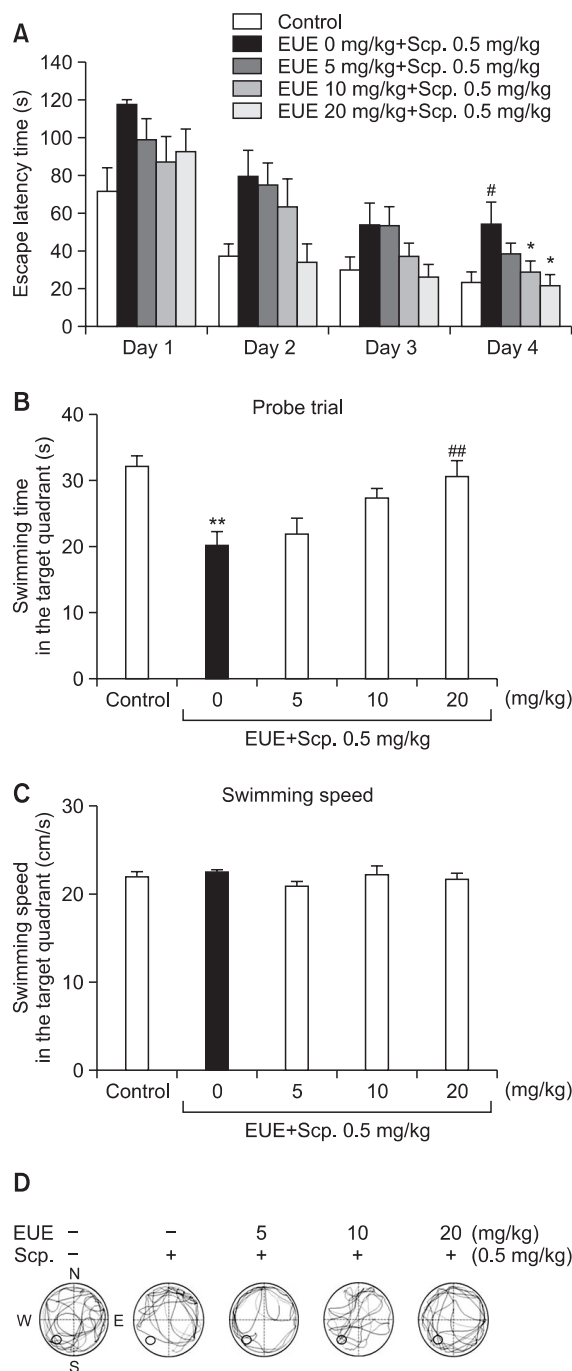 A
Control
EUE 0 mg/kg+Scp. 0.5 mg/kg
EUE 5 mg/kg+Scp. 0.5 mg/kg
EUE 10 mg/kg+Scp. 0.5 mg/kg
EUE 20 mg/kg+Scp. 0.5 mg/kg
Escape latency time (s)
140
120
100
80
60
40
20
0
#
*
*
Day 1 Day 2 Day 3 Day 4
B
Probe trial
Swimming time
in the target quadrant (s)
40
30
20
10
0
**
##
Control 0 5 10 20 (mg/kg)
EUE+Scp. 0.5 mg/kg
C
Swimming speed
Swimming speed
in the target quadrant (cm/s)
30
20
10
0
Control 0 5 10 20 (mg/kg)
EUE+Scp. 0.5 mg/kg
D
EUE – – 5 10 20 (mg/kg)
Scp. – + + + + (0.5 mg/kg)
N
W E
S